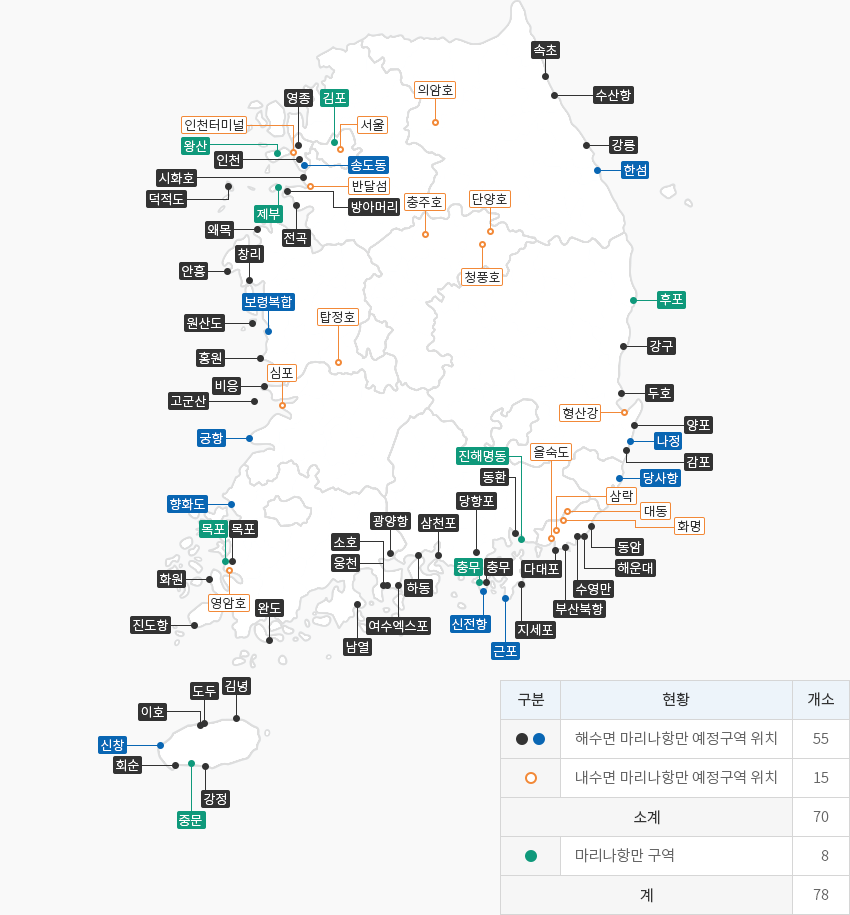 속초
수산항
의암호
영종
김포
인천터미널
서울
왕산
강릉
인천
송도동
한섬
시화호
반달섬
덕적도
충주호
단양호
방아머리
제부
왜목
전곡
창리
안흥
청풍호
보령복합
후포
원산도
탑정호
강구
홍원
심포
비응
고군산
두호
형산강
양포
궁항
나정
을숙도
진해명동
감포
동환
당사항
향화도
당항포
삼락
대동
광양항
삼천포
화명
목포
목포
소호
동암
웅천
충무
충무
다대포
해운대
화원
하동
수영만
영암호
완도
부산북항
진도항
여수엑스포
신전항
지세포
남열
근포
도두
김녕
이호
신창
회순
강정
중문
구분 현황 개소
해수면 마리나항만 예정구역 위치 55
내수면 마리나항만 예정구역 위치 15
소계 70
마리나항만 구역 8
계 78